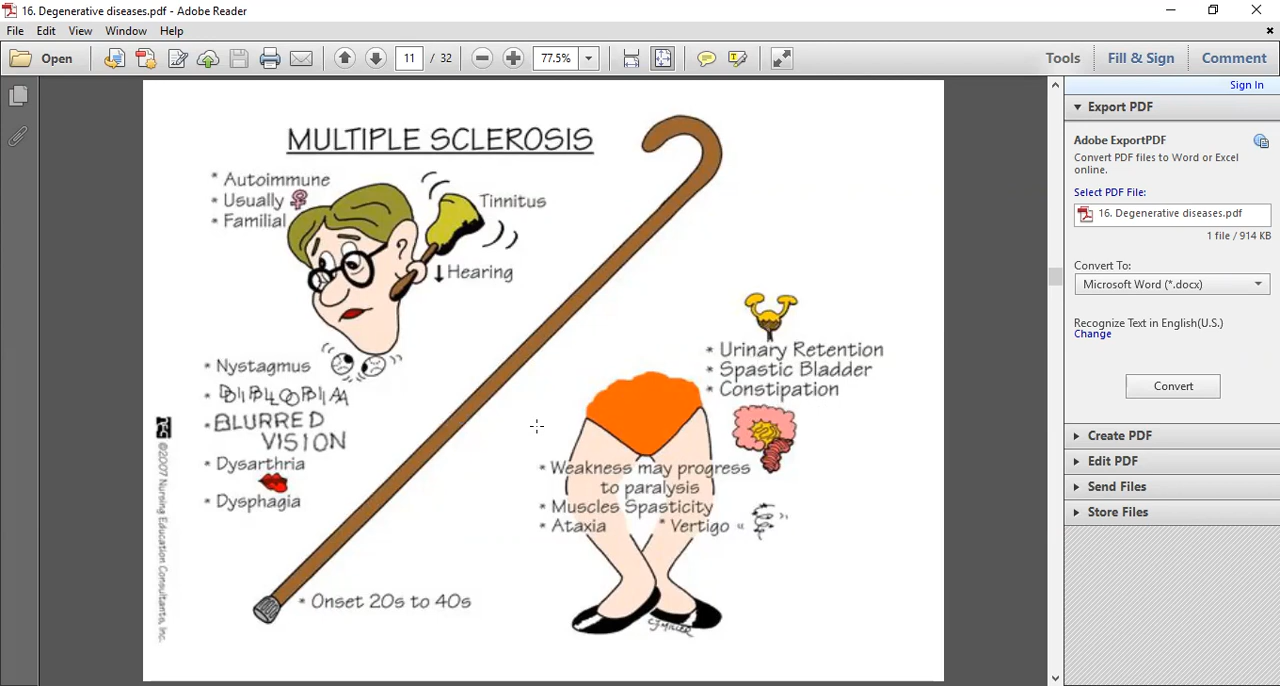 16. Degenerative diseases.pdf - Adobe Reader
File Edit View Window Help
Open 11 / 32 77.5% Tools Fill & Sign Comment
Sign In
MULTIPLE SCLEROSIS
* Autoimmune
* Usually ♀
* Familial
Tinnitus
↓ Hearing
* Nystagmus
* BLURRED
VISION
* Dysarthria
* Dysphagia
* Onset 20s to 40s
* Urinary Retention
* Spastic Bladder
* Constipation
* Weakness may progress
to paralysis
* Muscles Spasticity
* Ataxia * Vertigo
©2007 Nursing Education Consultants, Inc.
CJMiller
Export PDF
Adobe ExportPDF
Convert PDF files to Word or Excel
online.
Select PDF File:
16. Degenerative diseases.pdf
1 file / 914 KB
Convert To:
Microsoft Word (*.docx)
Recognize Text in English(U.S.)
Change
Convert
Create PDF
Edit PDF
Send Files
Store Files